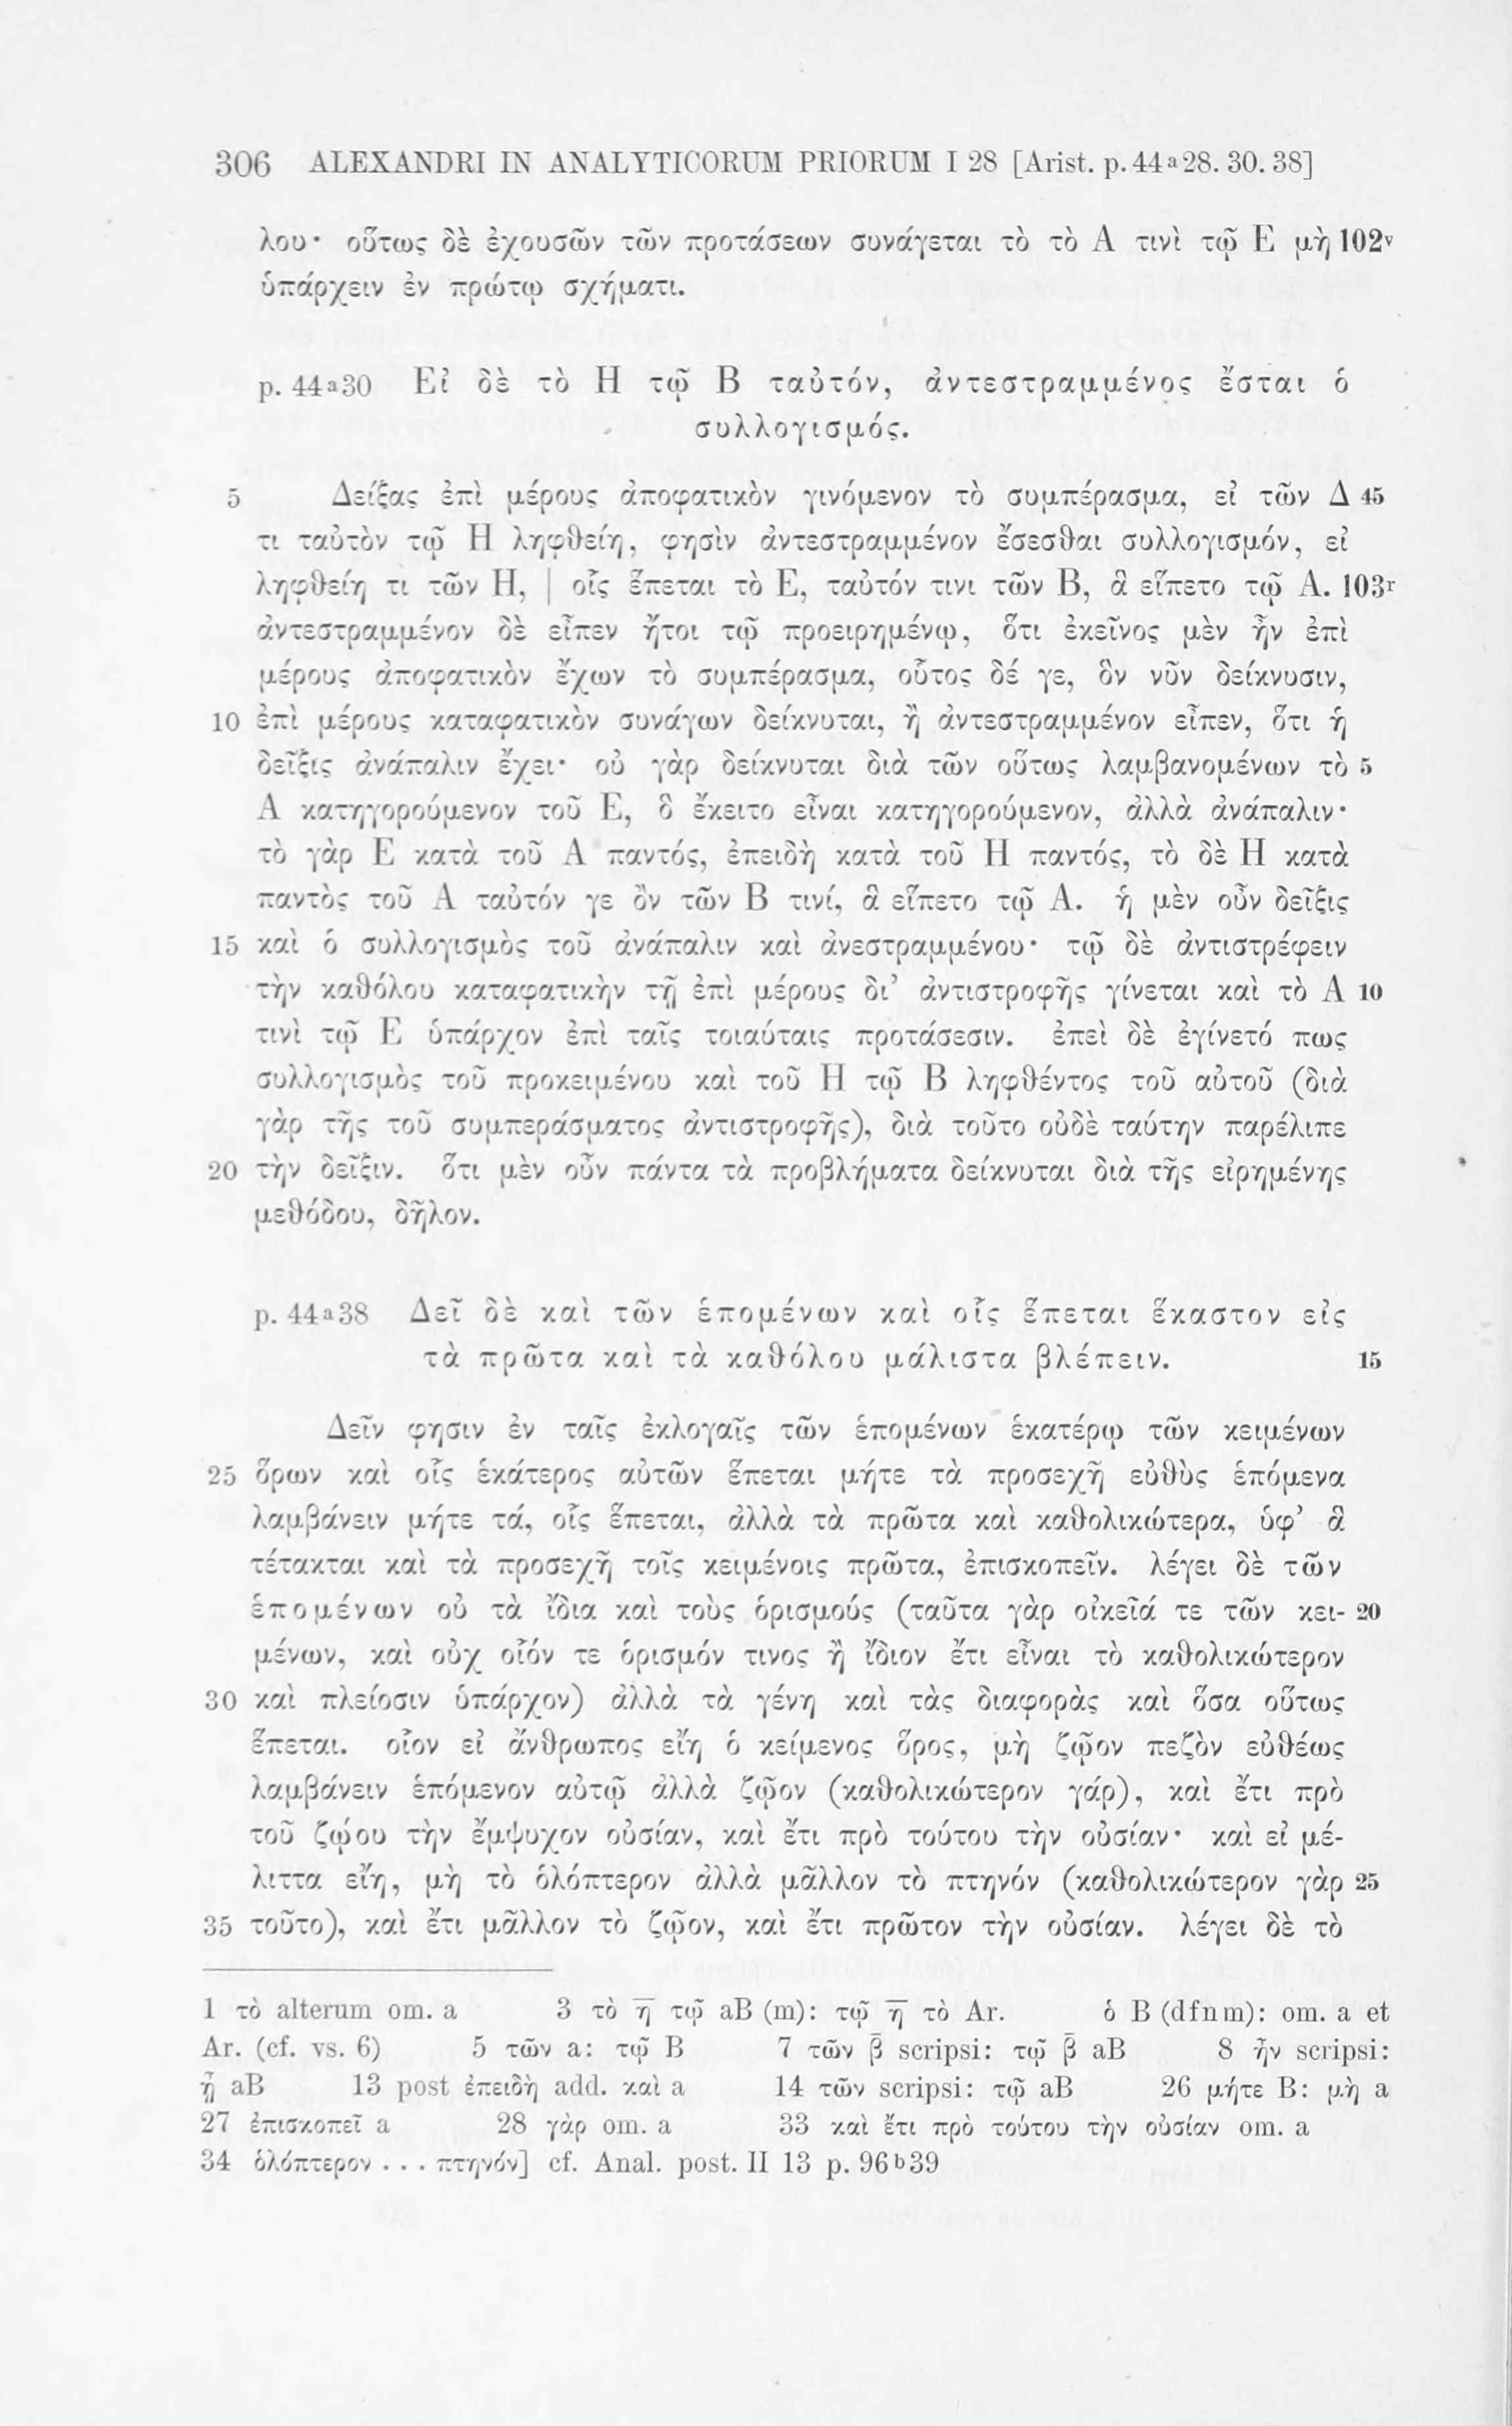 306 ALEXANDRI IN ANALYTICORUM PRIORUM I 28 [Arist. p. 44ᵃ28. 30. 38]
λου· οὕτως δὲ ἐχουσῶν τῶν προτάσεων συνάγεται τὸ τὸ Α τινὶ τῷ Ε μὴ 102ᵛ
ὑπάρχειν ἐν πρώτῳ σχήματι.
p. 44ᵃ30 Εἰ δὲ τὸ Η τῷ Β ταὐτόν, ἀντεστραμμένος ἔσται ὁ
συλλογισμός.
5 Δείξας ἐπὶ μέρους ἀποφατικὸν γινόμενον τὸ συμπέρασμα, εἰ τῶν Δ 45
τι ταὐτὸν τῷ Η ληφθείη, φησὶν ἀντεστραμμένον ἔσεσθαι συλλογισμόν, εἰ
ληφθείη τι τῶν Η, | οἷς ἕπεται τὸ Ε, ταὐτόν τινι τῶν Β, ἃ εἵπετο τῷ Α. 103ʳ
ἀντεστραμμένον δὲ εἶπεν ἤτοι τῷ προειρημένῳ, ὅτι ἐκεῖνος μὲν ἦν ἐπὶ
μέρους ἀποφατικὸν ἔχων τὸ συμπέρασμα, οὗτος δέ γε, ὃν νῦν δείκνυσιν,
10 ἐπὶ μέρους καταφατικὸν συνάγων δείκνυται, ἢ ἀντεστραμμένον εἶπεν, ὅτι ἡ
δεῖξις ἀνάπαλιν ἔχει· οὐ γὰρ δείκνυται διὰ τῶν οὕτως λαμβανομένων τὸ 5
Α κατηγορούμενον τοῦ Ε, ὃ ἔκειτο εἶναι κατηγορούμενον, ἀλλὰ ἀνάπαλιν·
τὸ γὰρ Ε κατὰ τοῦ Α παντός, ἐπειδὴ κατὰ τοῦ Η παντός, τὸ δὲ Η κατὰ
παντὸς τοῦ Α ταὐτόν γε ὂν τῶν Β τινί, ἃ εἵπετο τῷ Α. ἡ μὲν οὖν δεῖξις
15 καὶ ὁ συλλογισμὸς τοῦ ἀνάπαλιν καὶ ἀνεστραμμένου· τῷ δὲ ἀντιστρέφειν
τὴν καθόλου καταφατικὴν τῇ ἐπὶ μέρους δι’ ἀντιστροφῆς γίνεται καὶ τὸ Α 10
τινὶ τῷ Ε ὑπάρχον ἐπὶ ταῖς τοιαύταις προτάσεσιν. ἐπεὶ δὲ ἐγίνετό πως
συλλογισμὸς τοῦ προκειμένου καὶ τοῦ Η τῷ Β ληφθέντος τοῦ αὐτοῦ (διὰ
γὰρ τῆς τοῦ συμπεράσματος ἀντιστροφῆς), διὰ τοῦτο οὐδὲ ταύτην παρέλιπε
20 τὴν δεῖξιν. ὅτι μὲν οὖν πάντα τὰ προβλήματα δείκνυται διὰ τῆς εἰρημένης
μεθόδου, δῆλον.
p. 44ᵃ38 Δεῖ δὲ καὶ τῶν ἑπομένων καὶ οἷς ἕπεται ἕκαστον εἰς
τὰ πρῶτα καὶ τὰ καθόλου μάλιστα βλέπειν. 15
Δεῖν φησιν ἐν ταῖς ἐκλογαῖς τῶν ἑπομένων ἑκατέρῳ τῶν κειμένων
25 ὅρων καὶ οἷς ἑκάτερος αὐτῶν ἕπεται μήτε τὰ προσεχῆ εὐθὺς ἑπόμενα
λαμβάνειν μήτε τά, οἷς ἕπεται, ἀλλὰ τὰ πρῶτα καὶ καθολικώτερα, ὑφ’ ἃ
τέτακται καὶ τὰ προσεχῆ τοῖς κειμένοις πρῶτα, ἐπισκοπεῖν. λέγει δὲ τῶν
ἑπομένων οὐ τὰ ἴδια καὶ τοὺς ὁρισμούς (ταῦτα γὰρ οἰκεῖά τε τῶν κει- 20
μένων, καὶ οὐχ οἷόν τε ὁρισμόν τινος ἢ ἴδιον ἔτι εἶναι τὸ καθολικώτερον
30 καὶ πλείοσιν ὑπάρχον) ἀλλὰ τὰ γένη καὶ τὰς διαφορὰς καὶ ὅσα οὕτως
ἕπεται. οἷον εἰ ἄνθρωπος εἴη ὁ κείμενος ὅρος, μὴ ζῷον πεζὸν εὐθέως
λαμβάνειν ἑπόμενον αὐτῷ ἀλλὰ ζῷον (καθολικώτερον γάρ), καὶ ἔτι πρὸ
τοῦ ζῴου τὴν ἔμψυχον οὐσίαν, καὶ ἔτι πρὸ τούτου τὴν οὐσίαν· καὶ εἰ μέ-
λιττα εἴη, μὴ τὸ ὁλόπτερον ἀλλὰ μᾶλλον τὸ πτηνόν (καθολικώτερον γὰρ 25
35 τοῦτο), καὶ ἔτι μᾶλλον τὸ ζῷον, καὶ ἔτι πρῶτον τὴν οὐσίαν. λέγει δὲ τὸ
1 τὸ alterum om. a 3 τὸ η̅ τῷ aB (m): τῷ η̅ τὸ Ar. ὁ B (dfnm): om. a et
Ar. (cf. vs. 6) 5 τῶν a: τῷ B 7 τῶν β̅ scripsi: τῷ β̅ aB 8 ἦν scripsi:
ᾖ aB 13 post ἐπειδὴ add. καὶ a 14 τῶν scripsi: τῷ aB 26 μήτε B: μὴ a
27 ἐπισκοπεῖ a 28 γὰρ om. a 33 καὶ ἔτι πρὸ τούτου τὴν οὐσίαν om. a
34 ὁλόπτερον . . . πτηνόν] cf. Anal. post. II 13 p. 96ᵇ39